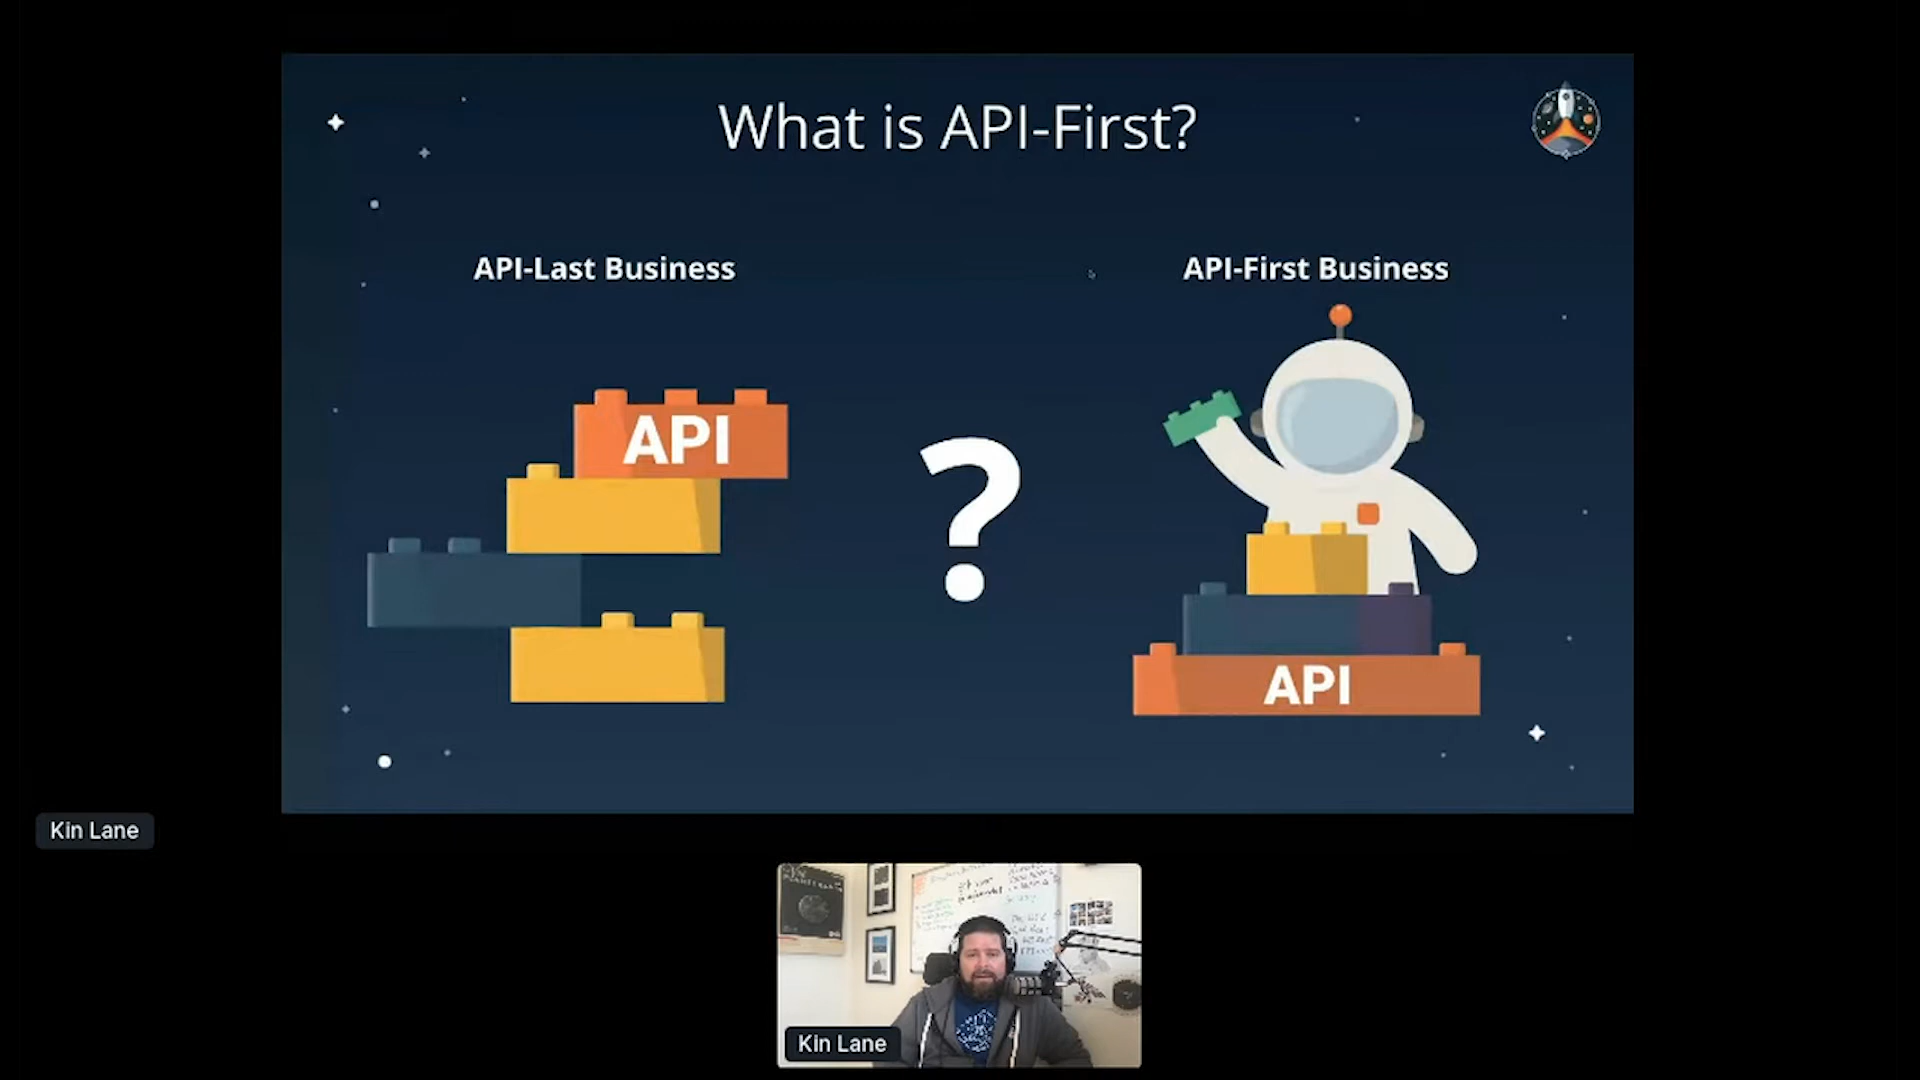 What is API-First?
API-Last Business
API-First Business
API
?
API
Kin Lane
Kin Lane